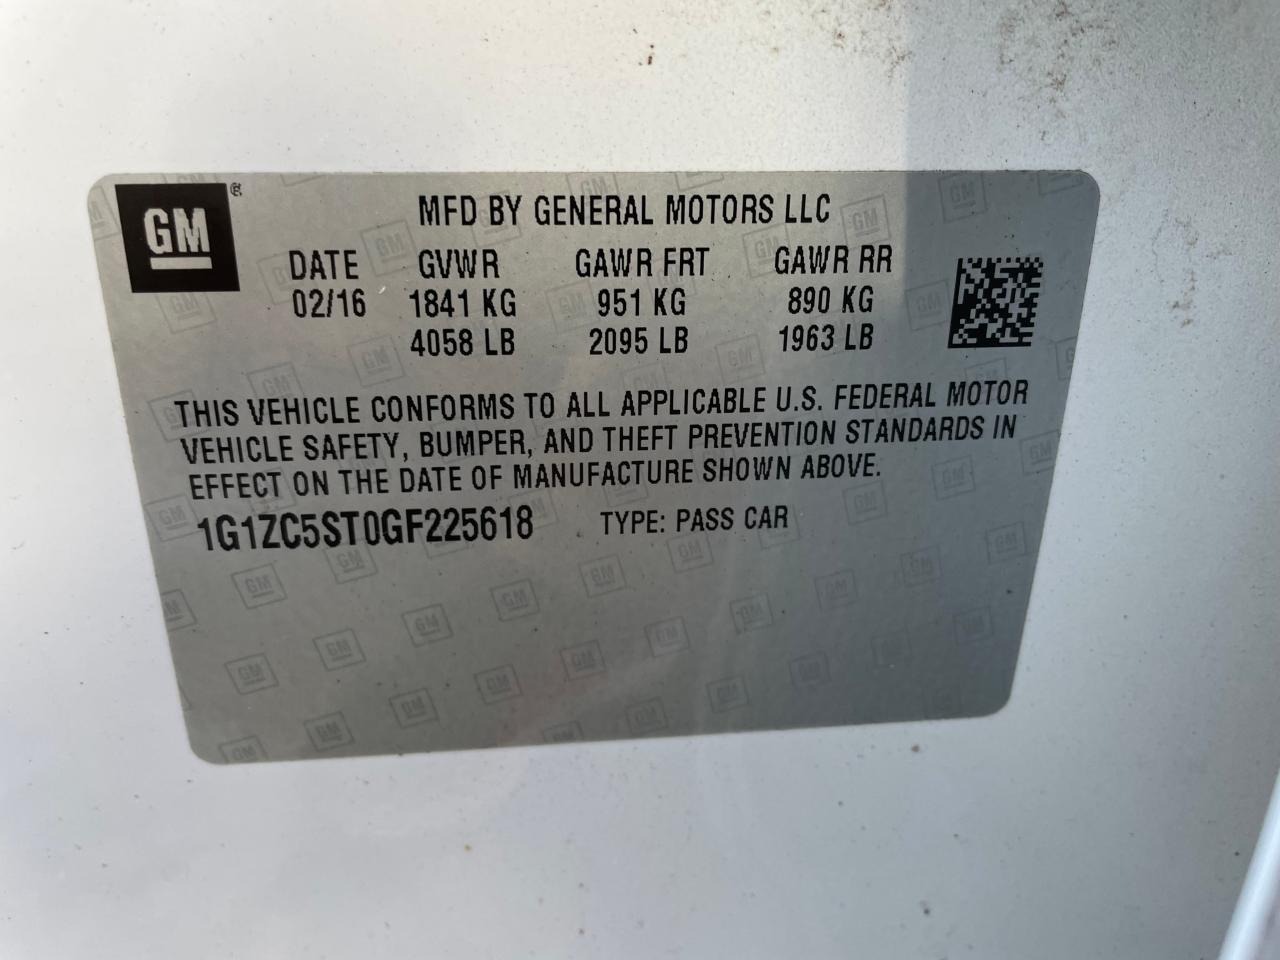 GM
MFD BY GENERAL MOTORS LLC
DATE GVWR GAWR FRT GAWR RR
02/16 1841 KG 951 KG 890 KG
4058 LB 2095 LB 1963 LB
THIS VEHICLE CONFORMS TO ALL APPLICABLE U.S. FEDERAL MOTOR
VEHICLE SAFETY, BUMPER, AND THEFT PREVENTION STANDARDS IN
EFFECT ON THE DATE OF MANUFACTURE SHOWN ABOVE.
1G1ZC5ST0GF225618 TYPE: PASS CAR